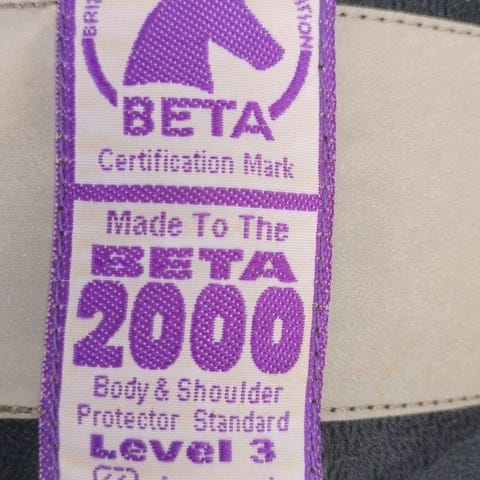 BETA
Certification Mark
Made To The
BETA
2000
Body & Shoulder
Protector Standard
Level 3